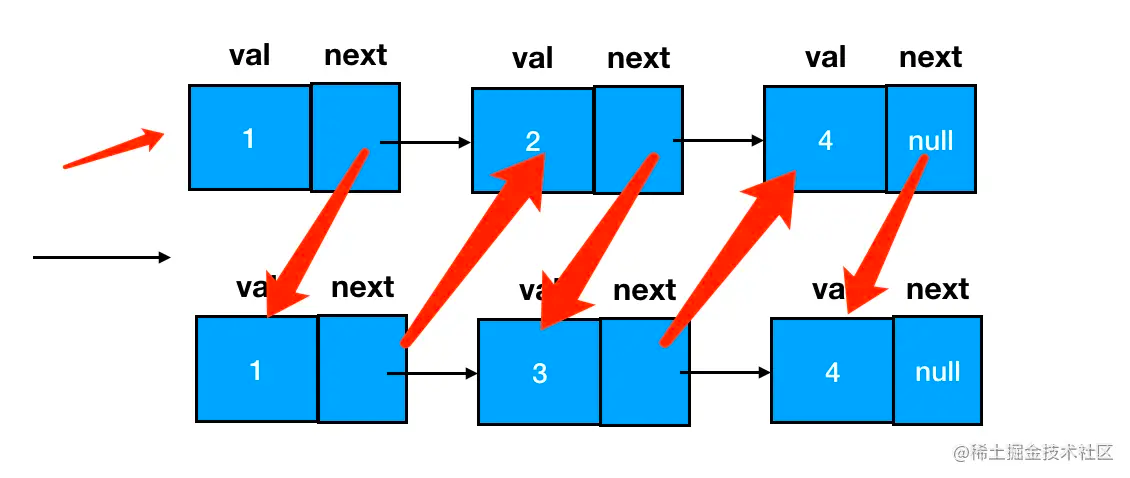 val next val next val next
1 2 4 null
val next val next val next
1 3 4 null
@稀土掘金技术社区